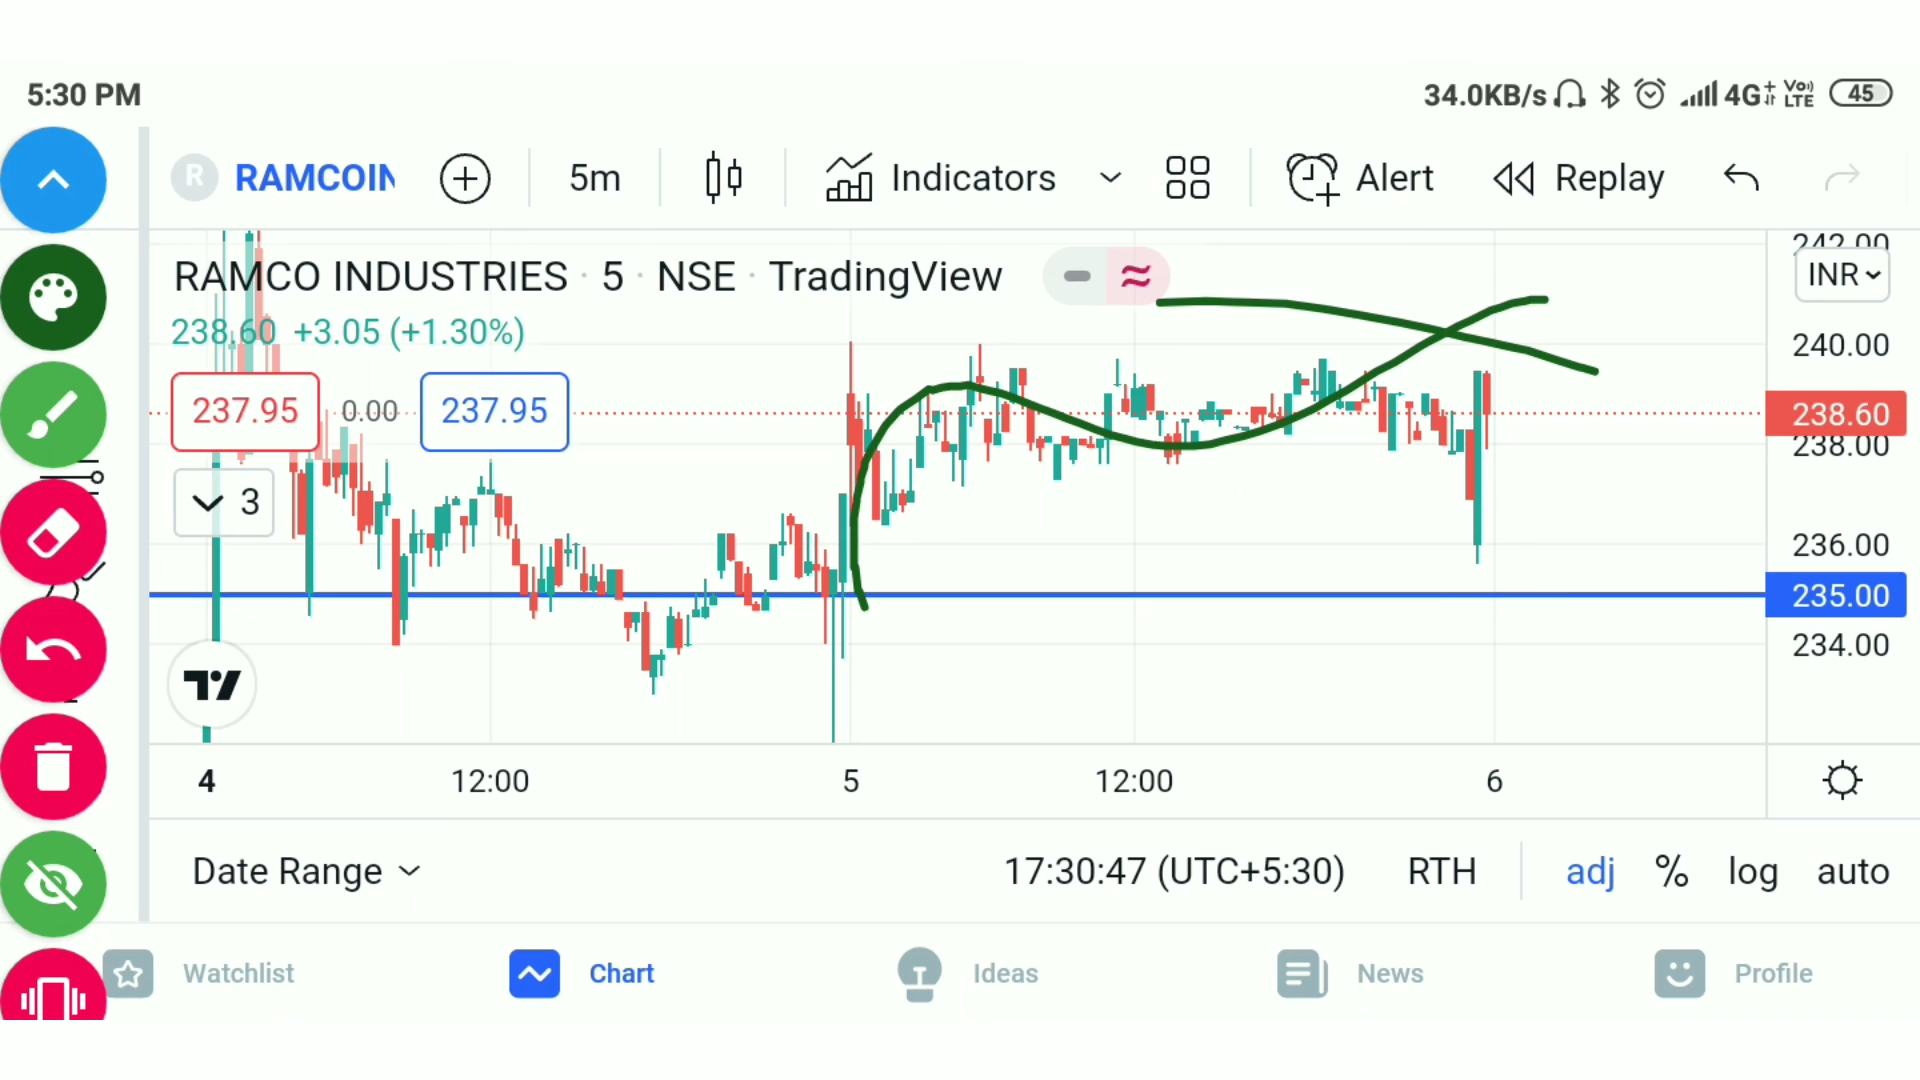 5:30 PM 34.0KB/s 4G+ VoLTE 45
R RAMCOIN 5m Indicators Alert Replay
242.00
RAMCO INDUSTRIES · 5 · NSE · TradingView INR
238.60 +3.05 (+1.30%)
240.00
237.95 0.00 237.95
238.60
238.00
3
236.00
235.00
234.00
4 12:00 5 12:00 6
Date Range 17:30:47 (UTC+5:30) RTH adj % log auto
Watchlist Chart Ideas News Profile